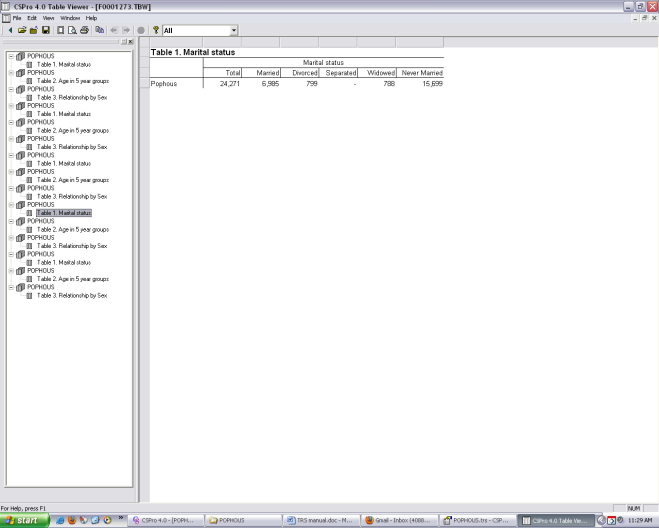 CSPro 4.0 Table Viewer - [F0001273.TBW]
File Edit View Window Help
All
POPHOUS
Table 1. Marital status
POPHOUS
Table 2. Age in 5 year groups
POPHOUS
Table 3. Relationship by Sex
POPHOUS
Table 1. Marital status
POPHOUS
Table 2. Age in 5 year groups
POPHOUS
Table 3. Relationship by Sex
POPHOUS
Table 1. Marital status
POPHOUS
Table 2. Age in 5 year groups
POPHOUS
Table 3. Relationship by Sex
POPHOUS
Table 1. Marital status
POPHOUS
Table 2. Age in 5 year groups
POPHOUS
Table 3. Relationship by Sex
POPHOUS
Table 1. Marital status
POPHOUS
Table 2. Age in 5 year groups
POPHOUS
Table 3. Relationship by Sex
Table 1. Marital status
Marital status
Total Married Divorced Separated Widowed Never Married
Pophous 24,271 6,985 799 - 788 15,699
For Help, press F1 NUM
start CSPro 4.0 - [POPH... POPHOUS TRS manual.doc - M... Gmail - Inbox (4088... POPHOUS.trs - CSP... CSPro 4.0 Table Vie... 11:29 AM